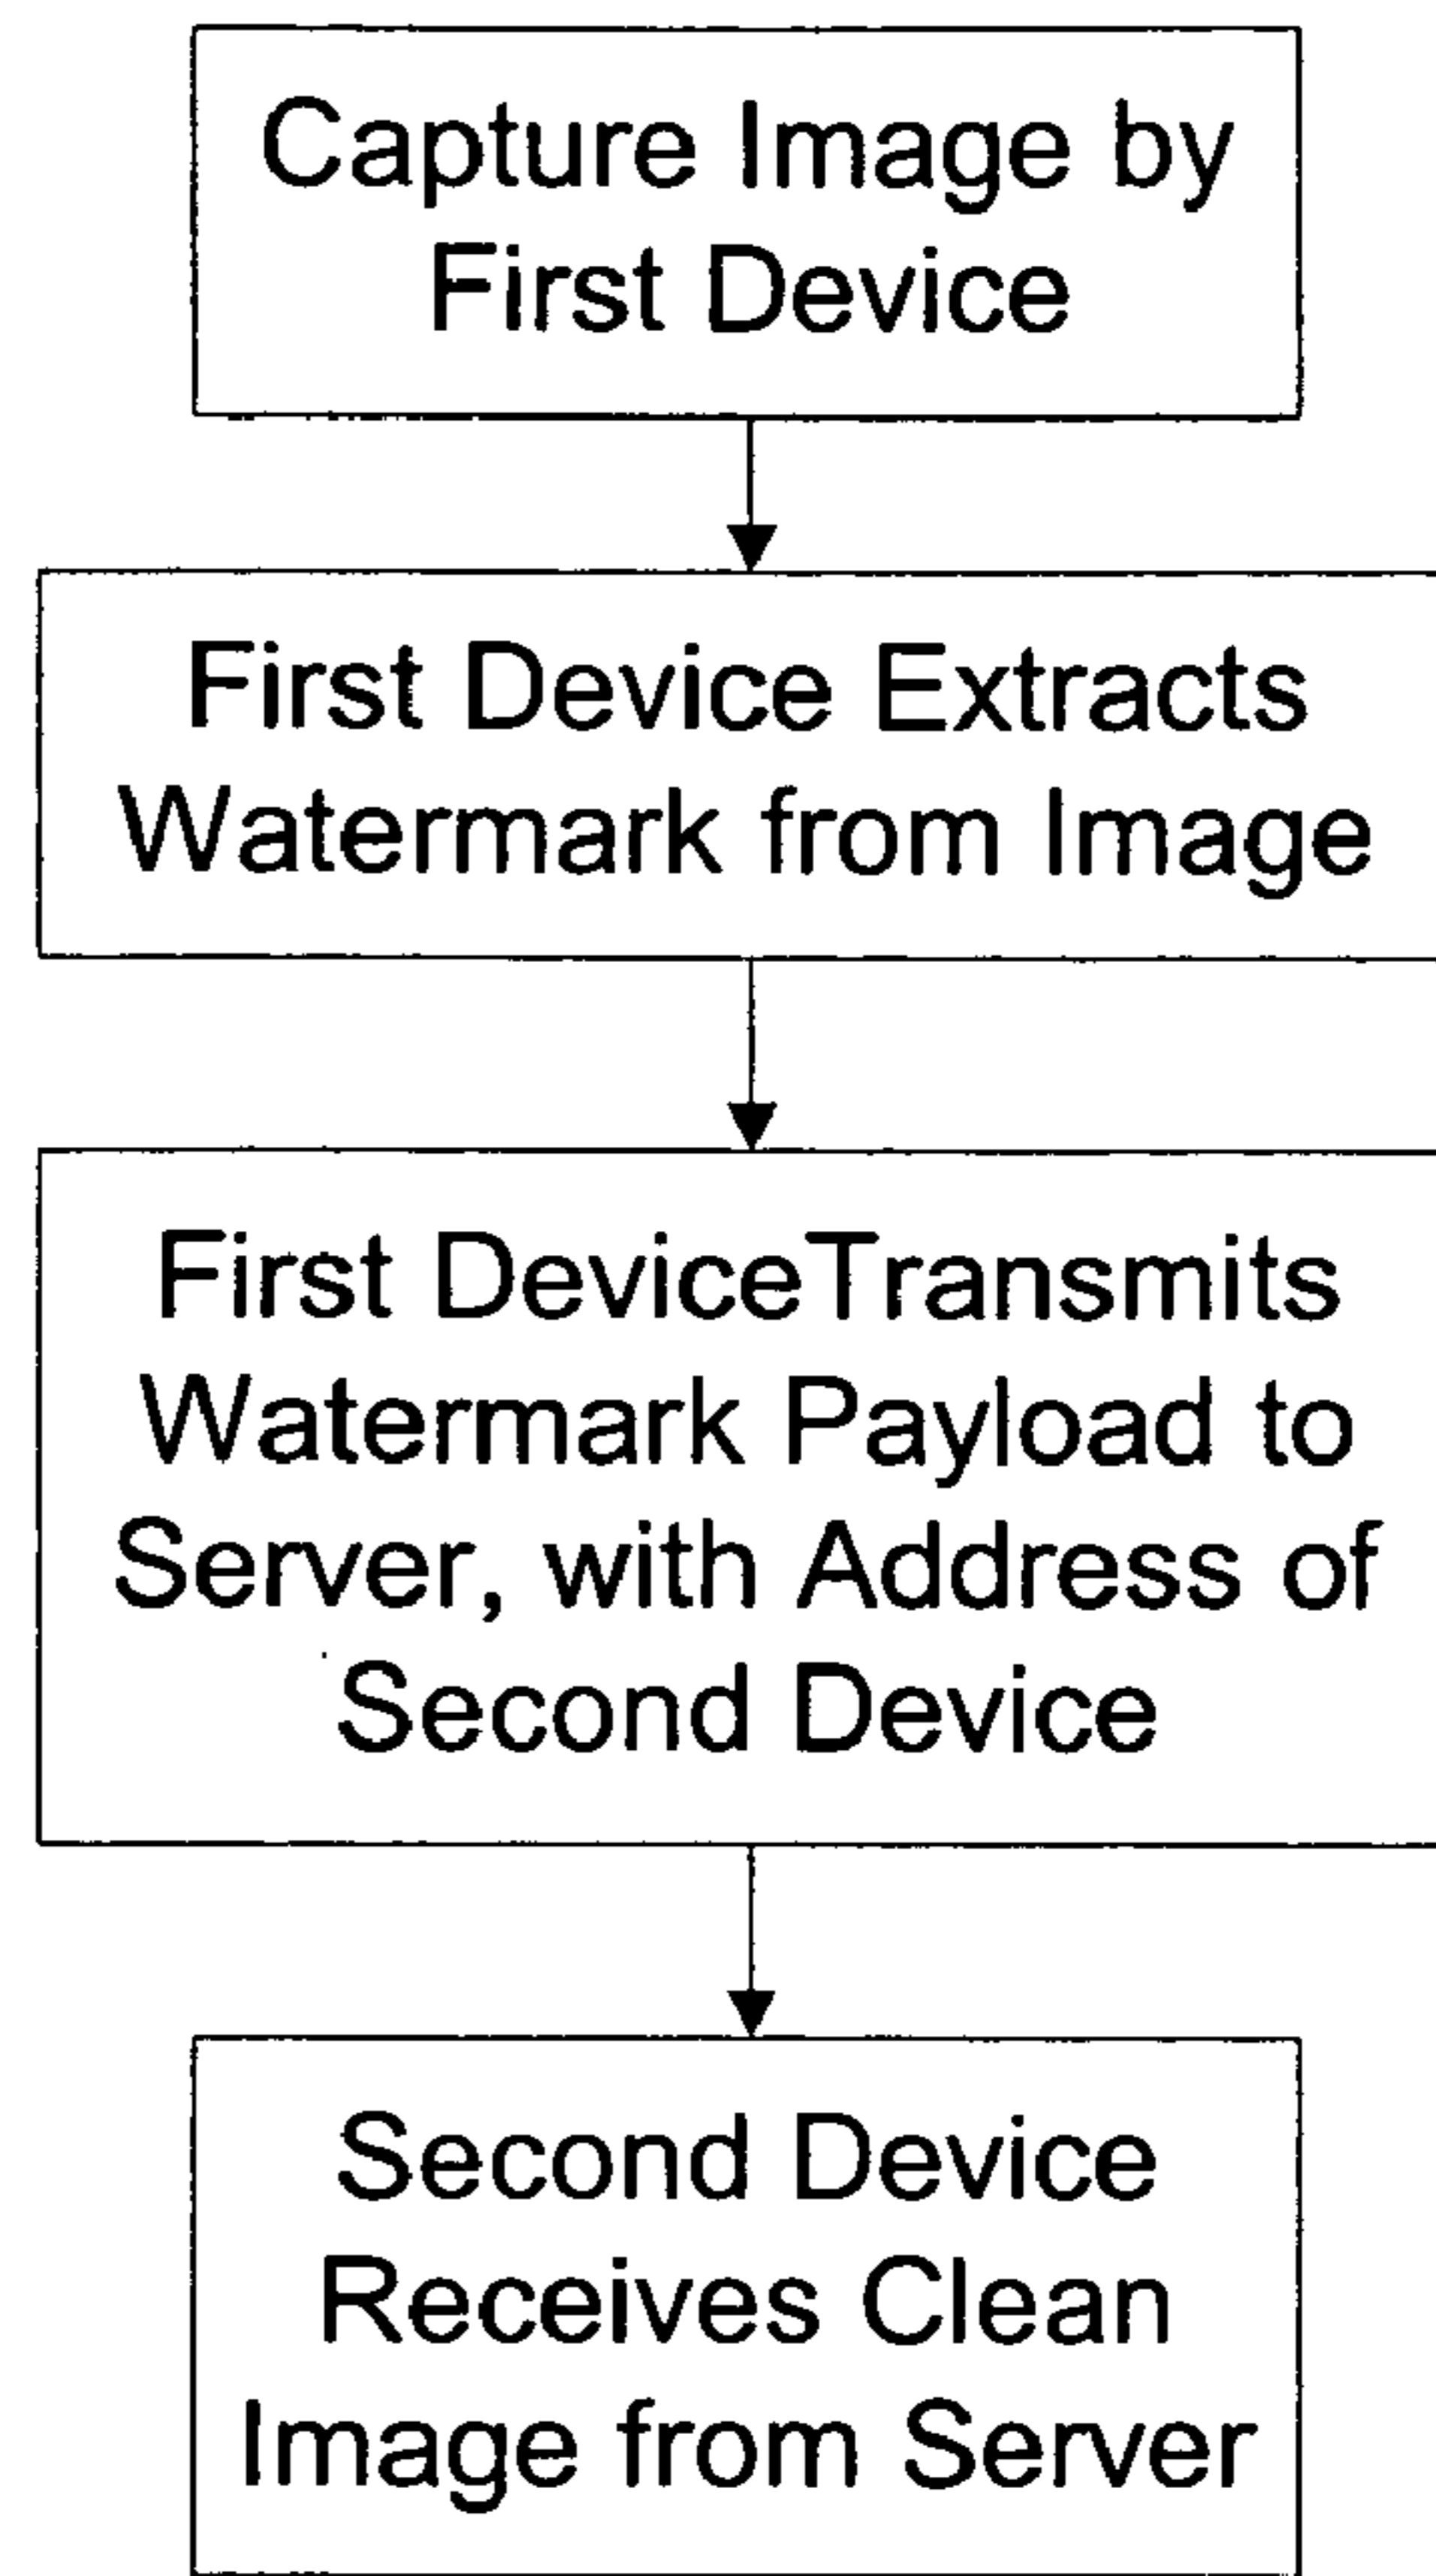 Capture Image by
First Device
First Device Extracts
Watermark from Image
First DeviceTransmits
Watermark Payload to
Server, with Address of
Second Device
Second Device
Receives Clean
Image from Server